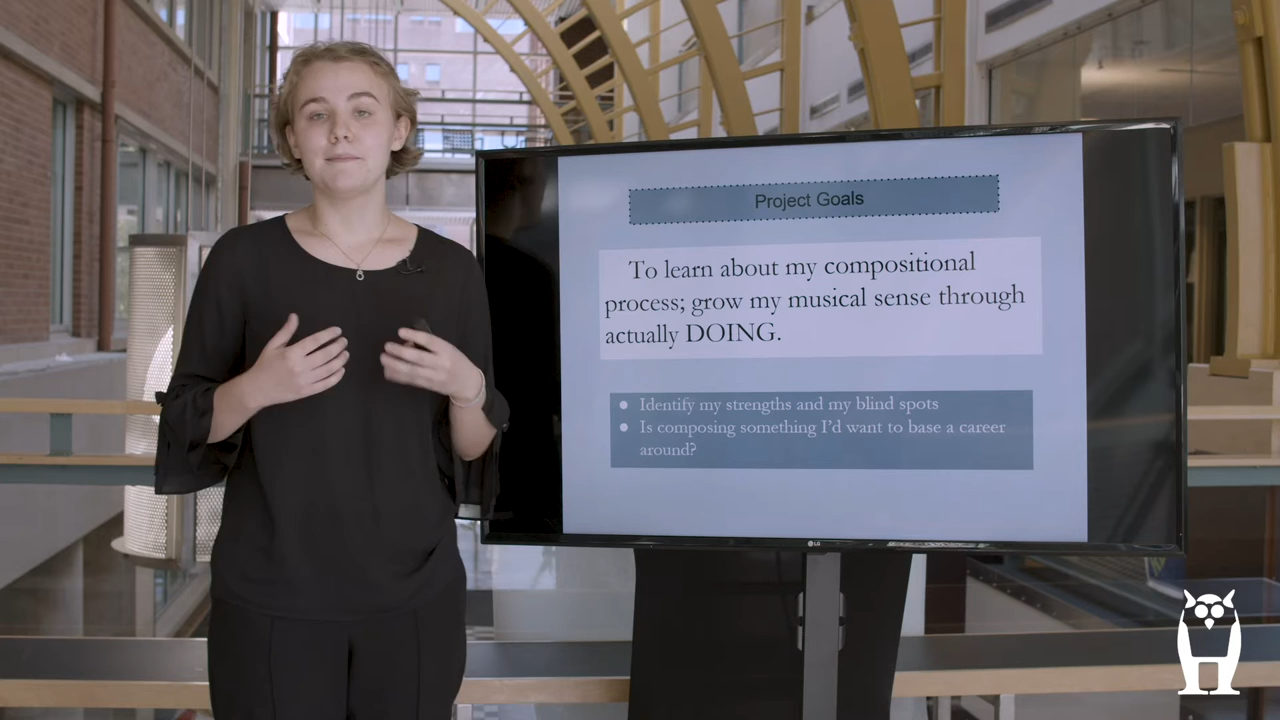 Project Goals
To learn about my compositional
process; grow my musical sense through
actually DOING.
● Identify my strengths and my blind spots
● Is composing something I'd want to base a career
around?
LG